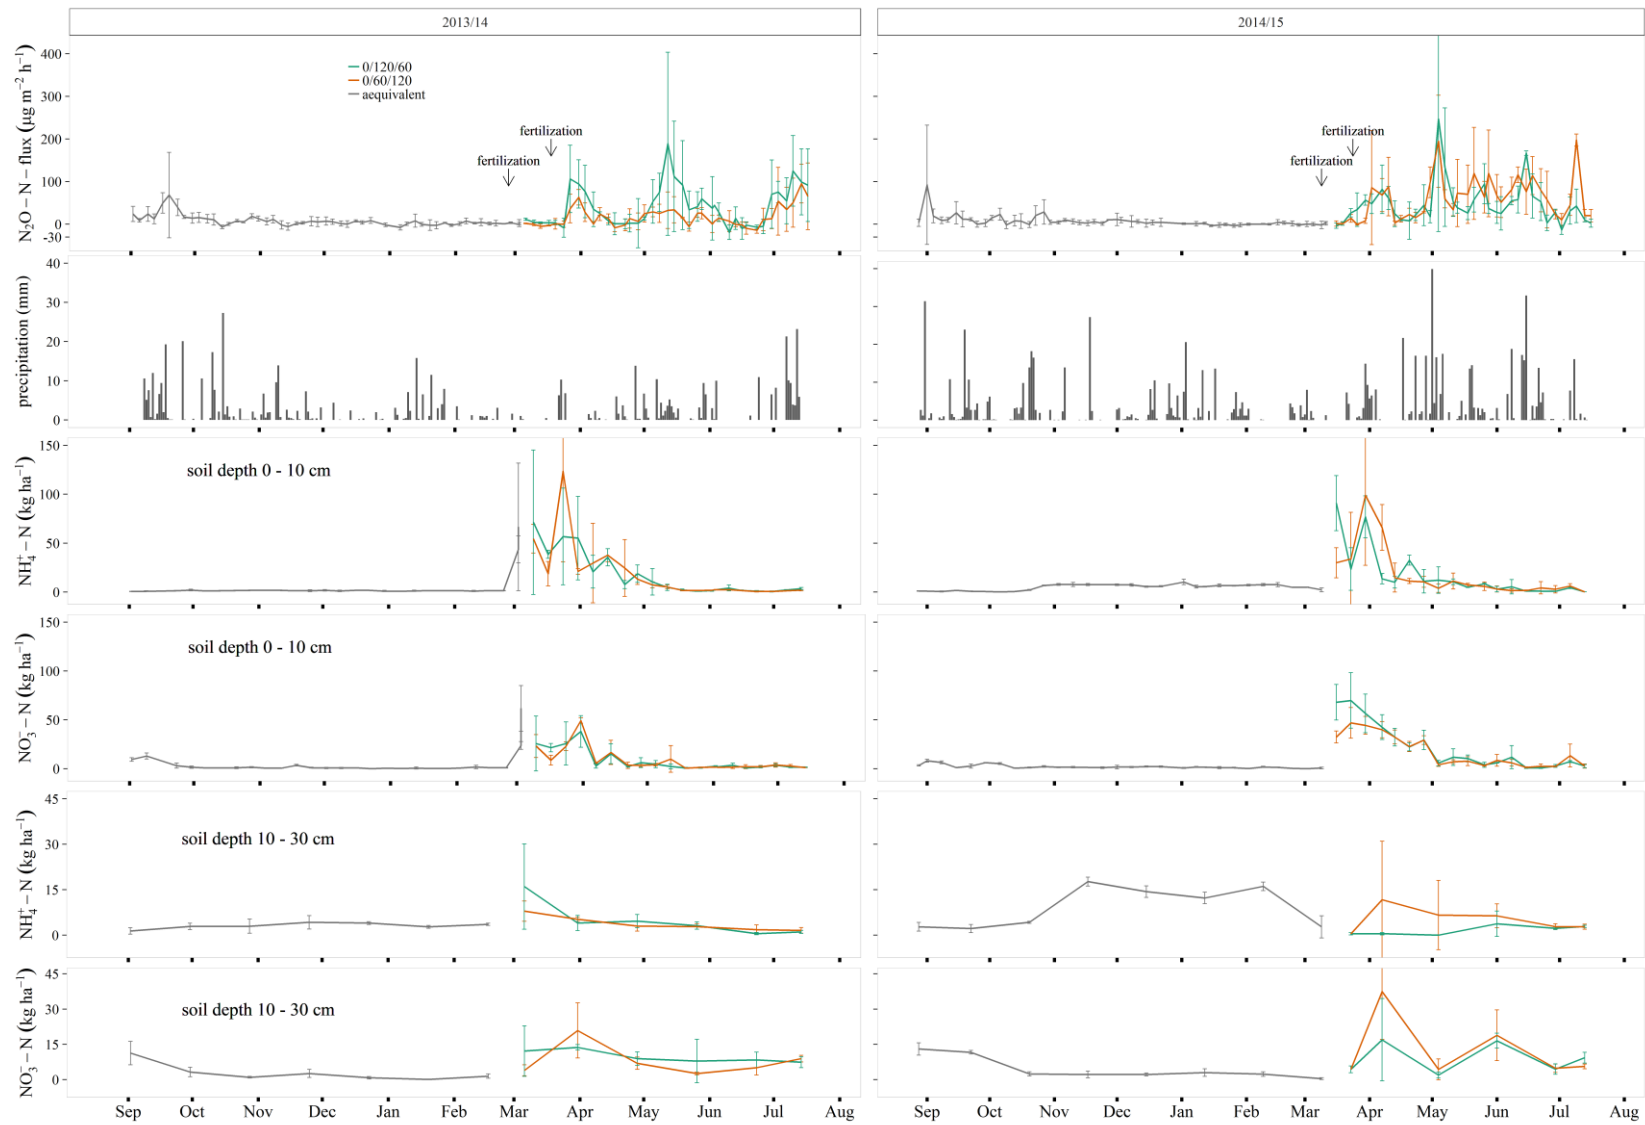 2013/14
2014/15
N₂O − N − flux (μg m⁻² h⁻¹)
400
300
200
100
0
-30
0/120/60
0/60/120
aequivalent
fertilization
fertilization
fertilization
fertilization
precipitation (mm)
40
30
20
10
0
NH₄⁺ − N (kg ha⁻¹)
150
100
50
0
soil depth 0 - 10 cm
NO₃⁻ − N (kg ha⁻¹)
150
100
50
0
soil depth 0 - 10 cm
NH₄⁺ − N (kg ha⁻¹)
45
30
15
0
soil depth 10 - 30 cm
NO₃⁻ − N (kg ha⁻¹)
45
30
15
0
soil depth 10 - 30 cm
Sep Oct Nov Dec Jan Feb Mar Apr May Jun Jul Aug
Sep Oct Nov Dec Jan Feb Mar Apr May Jun Jul Aug